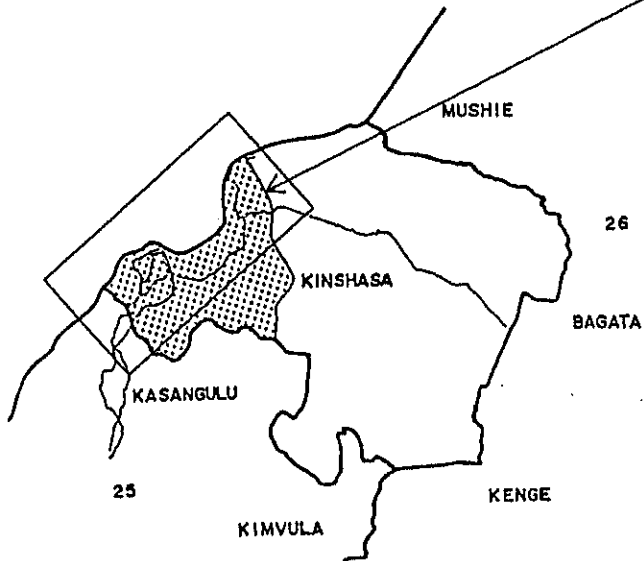 MUSHIE
26
KINSHASA
BAGATA
KASANGULU
25
KENGE
KIMVULA